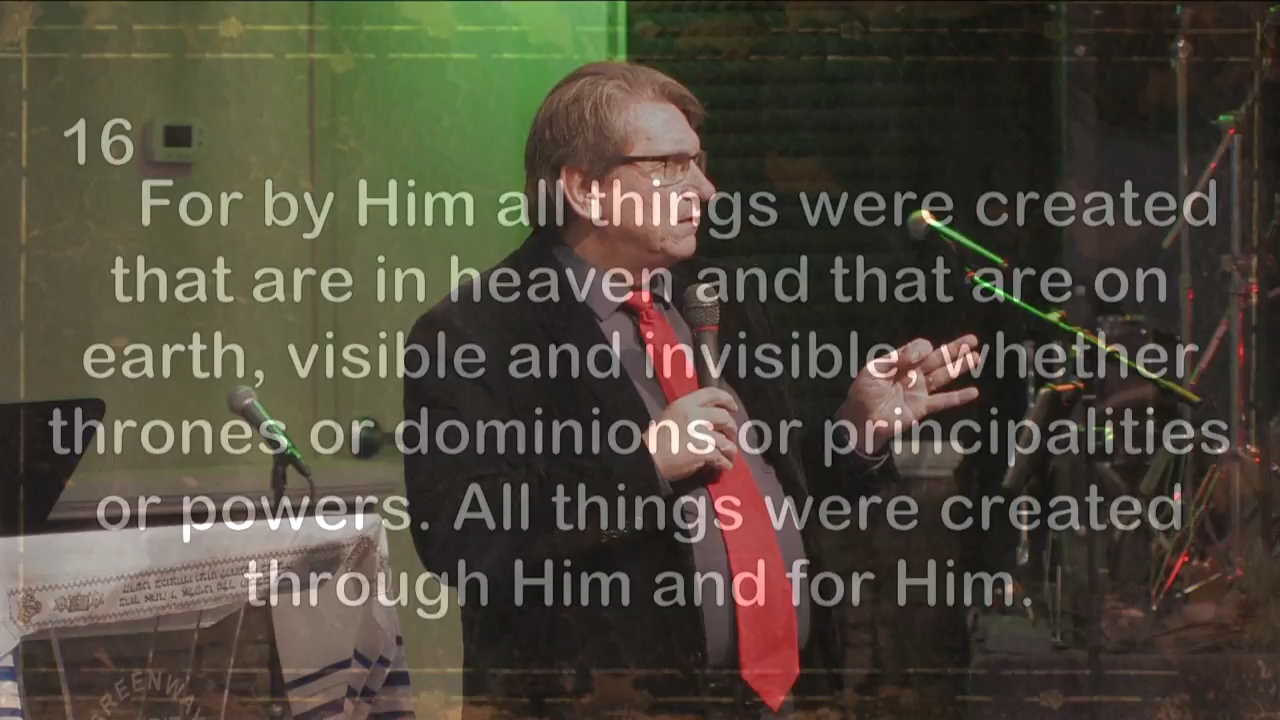 16
For by Him all things were created
that are in heaven and that are on
earth, visible and invisible, whether
thrones or dominions or principalities
or powers. All things were created
through Him and for Him.